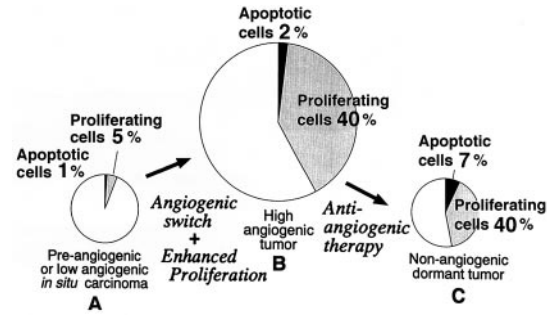 Apoptotic
cells 2 %
Proliferating
cells 40 %
Proliferating
cells 5 %
Apoptotic
cells 1 %
Angiogenic
switch
+
Enhanced
Proliferation
High
angiogenic
tumor
B
Anti-
angiogenic
therapy
Apoptotic
cells 7 %
Proliferating
cells 40 %
Pre-angiogenic
or low angiogenic
in situ carcinoma
A
Non-angiogenic
dormant tumor
C